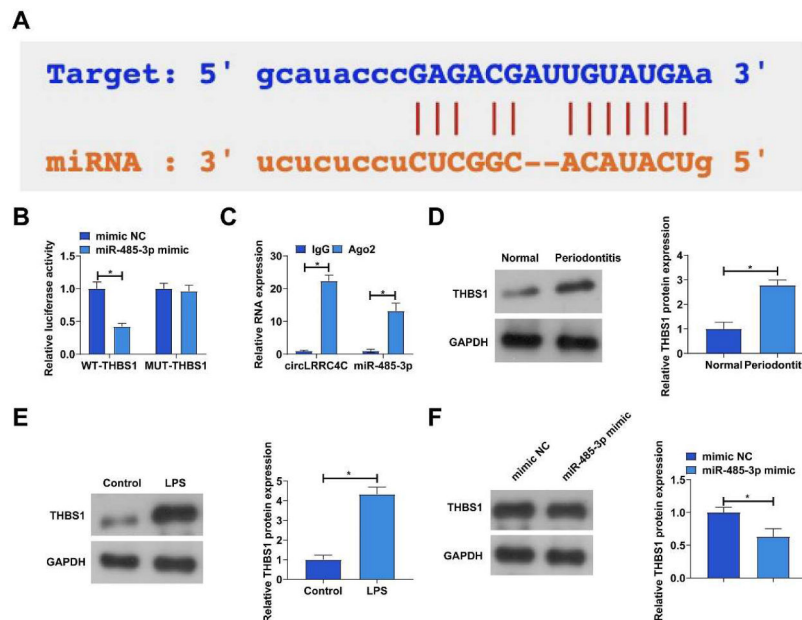 A
Target: 5' gcauacccGAGACGAUUGUAUGAa 3'
miRNA : 3' ucucuccuCUCGGC--ACAUACUg 5'
B
mimic NC
miR-485-3p mimic
Relative luciferase activity
1.5
1.0
0.5
0.0
*
WT-THBS1 MUT-THBS1
C
IgG Ago2
Relative RNA expression
30
20
10
0
*
*
circLRRC4C miR-485-3p
D
Normal Periodontitis
THBS1
GAPDH
Relative THBS1 protein expression
4
3
2
1
0
*
Normal Periodontitis
E
Control LPS
THBS1
GAPDH
Relative THBS1 protein expression
6
5
4
2
0
*
Control LPS
F
mimic NC
miR-485-3p mimic
THBS1
GAPDH
mimic NC
miR-485-3p mimic
Relative THBS1 protein expression
1.5
1.0
0.5
0.0
*